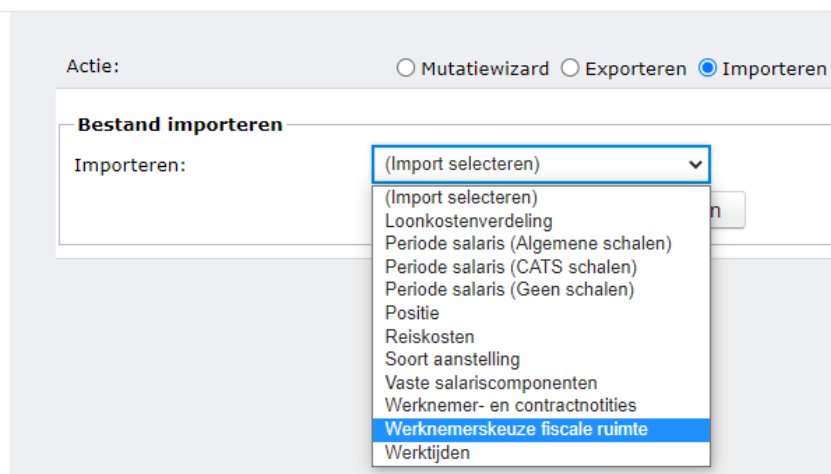 Actie:
Mutatiewizard Exporteren Importeren
Bestand importeren
Importeren:
(Import selecteren)
(Import selecteren)
Loonkostenverdeling
Periode salaris (Algemene schalen)
Periode salaris (CATS schalen)
Periode salaris (Geen schalen)
Positie
Reiskosten
Soort aanstelling
Vaste salariscomponenten
Werknemer- en contractnotities
Werknemerskeuze fiscale ruimte
Werktijden